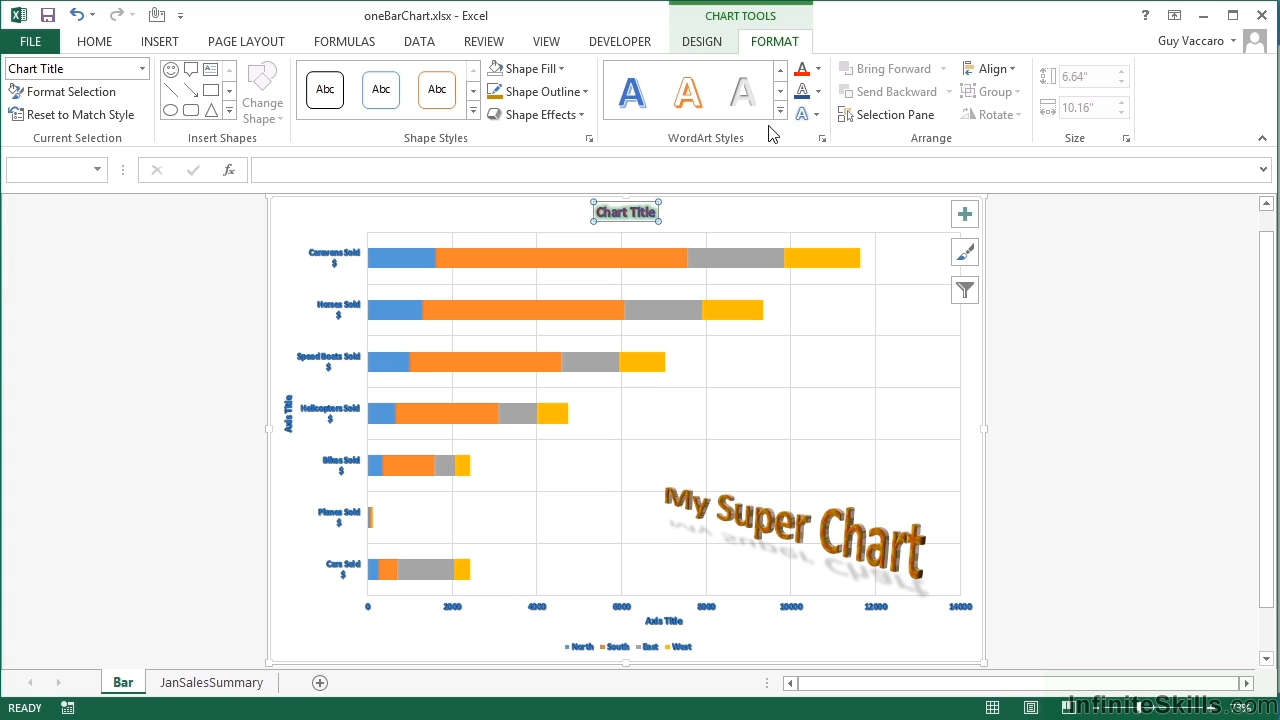 oneBarChart.xlsx - Excel
CHART TOOLS
?
FILE HOME INSERT PAGE LAYOUT FORMULAS DATA REVIEW VIEW DEVELOPER DESIGN FORMAT Guy Vaccaro
Chart Title
Format Selection
Reset to Match Style
Current Selection
Change
Shape
Insert Shapes
Abc Abc Abc
Shape Fill
Shape Outline
Shape Effects
Shape Styles
A A A
A
A
A
WordArt Styles
Bring Forward
Send Backward
Selection Pane
Align
Group
Rotate
Arrange
6.64"
10.16"
Size
fx
Chart Title
Caravans Sold
$
Horses Sold
$
Speed Boats Sold
$
Helicopters Sold
$
Bikes Sold
$
Planes Sold
$
Cars Sold
$
Axis Title
My Super Chart
0 2000 4000 6000 8000 10000 12000 14000
Axis Title
North South East West
Bar JanSalesSummary
READY
73%
InfiniteSkills.com